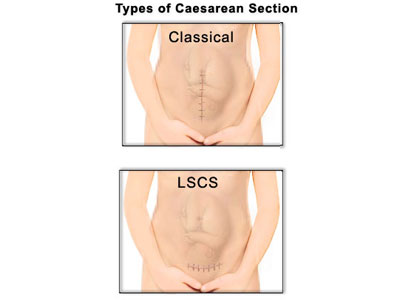 Types of Caesarean Section
Classical
LSCS